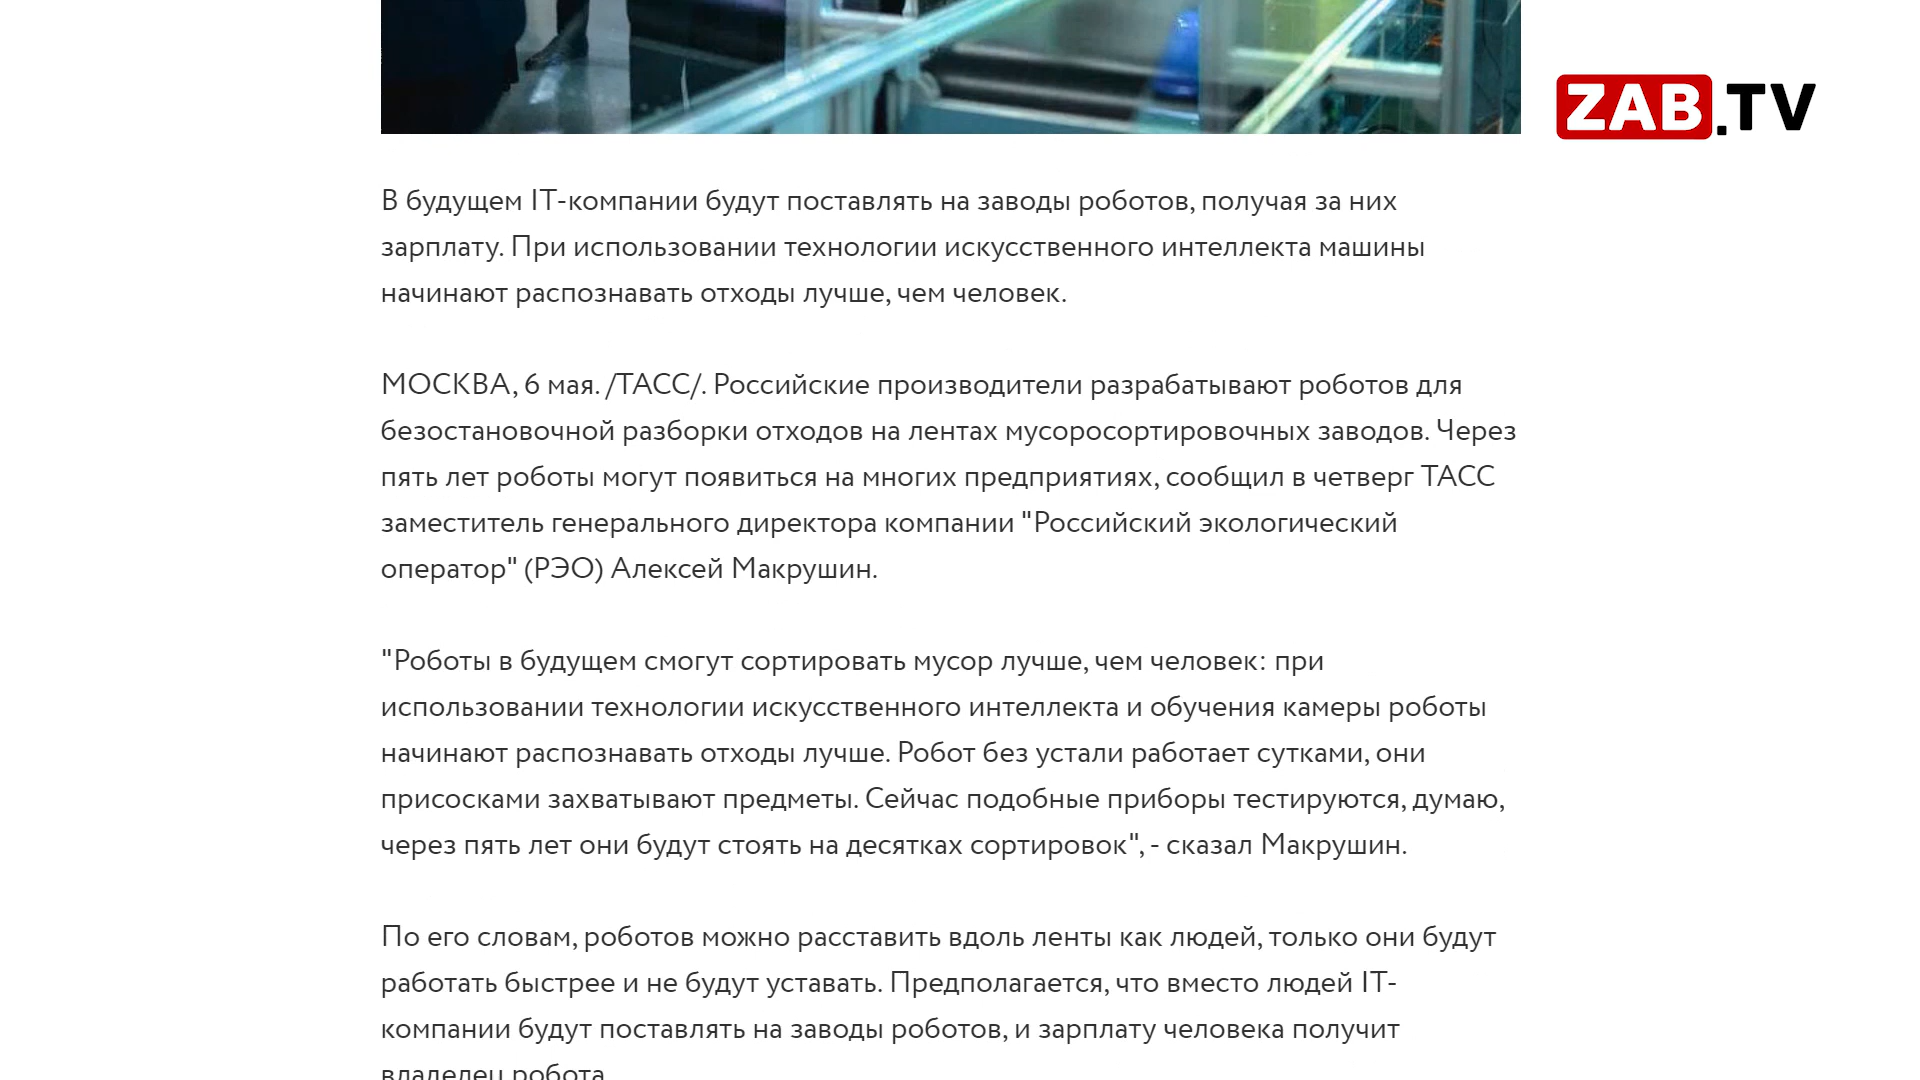 ZAB.TV
В будущем IT-компании будут поставлять на заводы роботов, получая за них
зарплату. При использовании технологии искусственного интеллекта машины
начинают распознавать отходы лучше, чем человек.
МОСКВА, 6 мая. /ТАСС/. Российские производители разрабатывают роботов для
безостановочной разборки отходов на лентах мусоросортировочных заводов. Через
пять лет роботы могут появиться на многих предприятиях, сообщил в четверг ТАСС
заместитель генерального директора компании "Российский экологический
оператор" (РЭО) Алексей Макрушин.
"Роботы в будущем смогут сортировать мусор лучше, чем человек: при
использовании технологии искусственного интеллекта и обучения камеры роботы
начинают распознавать отходы лучше. Робот без устали работает сутками, они
присосками захватывают предметы. Сейчас подобные приборы тестируются, думаю,
через пять лет они будут стоять на десятках сортировок", - сказал Макрушин.
По его словам, роботов можно расставить вдоль ленты как людей, только они будут
работать быстрее и не будут уставать. Предполагается, что вместо людей IT-
компании будут поставлять на заводы роботов, и зарплату человека получит
владелец робота.